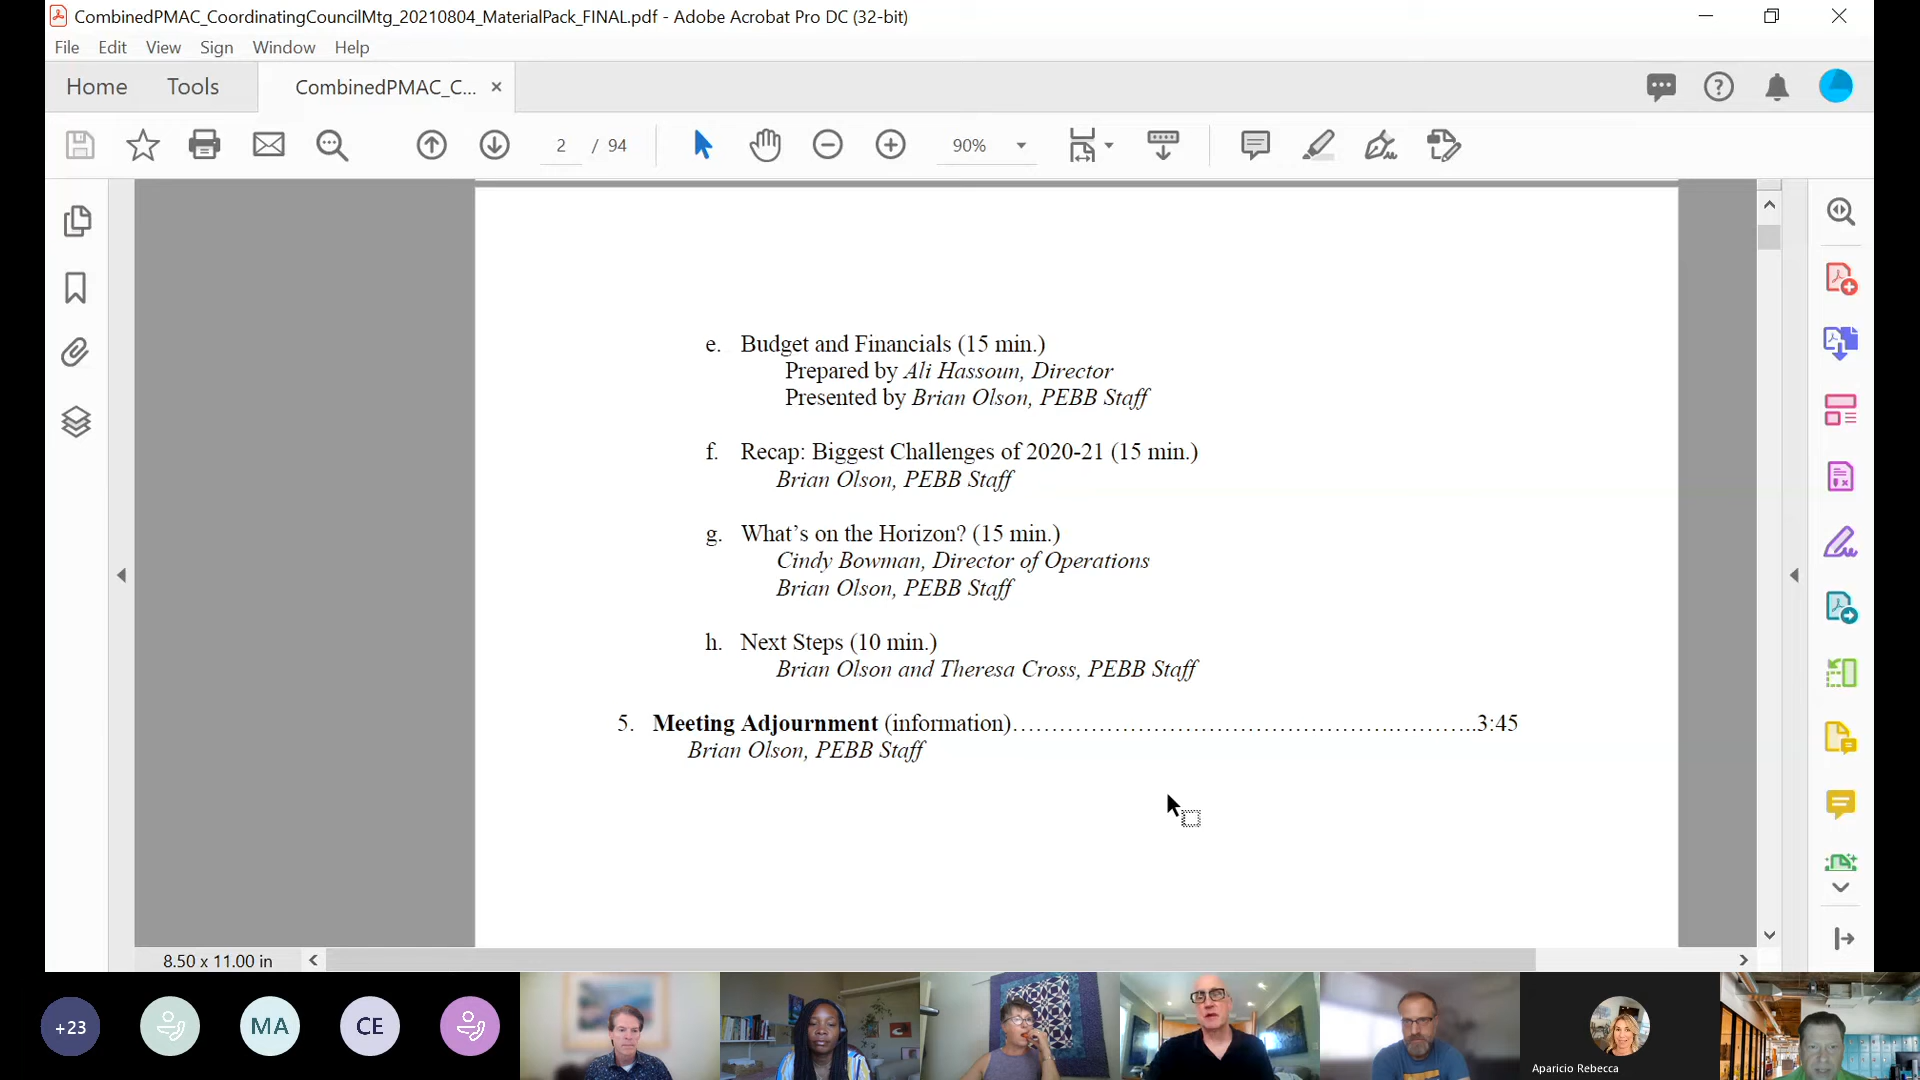 CombinedPMAC_CoordinatingCouncilMtg_20210804_MaterialPack_FINAL.pdf - Adobe Acrobat Pro DC (32-bit)
File Edit View Sign Window Help
Home Tools CombinedPMAC_C... ×
2 / 94 90%
e. Budget and Financials (15 min.)
Prepared by Ali Hassoun, Director
Presented by Brian Olson, PEBB Staff
f. Recap: Biggest Challenges of 2020-21 (15 min.)
Brian Olson, PEBB Staff
g. What’s on the Horizon? (15 min.)
Cindy Bowman, Director of Operations
Brian Olson, PEBB Staff
h. Next Steps (10 min.)
Brian Olson and Theresa Cross, PEBB Staff
5. Meeting Adjournment (information)……………………………………….………..3:45
Brian Olson, PEBB Staff
8.50 x 11.00 in
+23 MA CE
Aparicio Rebecca